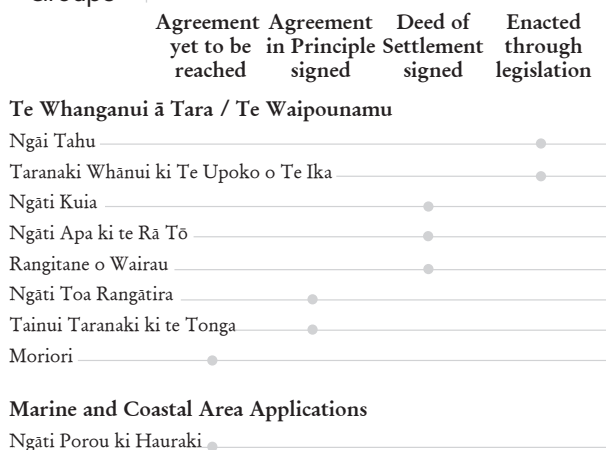 Agreement yet to be reached
Agreement in Principle signed
Deed of Settlement signed
Enacted through legislation
Te Whanganui ā Tara / Te Waipounamu
Ngāi Tahu
Taranaki Whānui ki Te Upoko o Te Ika
Ngāti Kuia
Ngāti Apa ki te Rā Tō
Rangitane o Wairau
Ngāti Toa Rangātira
Tainui Taranaki ki te Tonga
Moriori
Marine and Coastal Area Applications
Ngāti Porou ki Hauraki